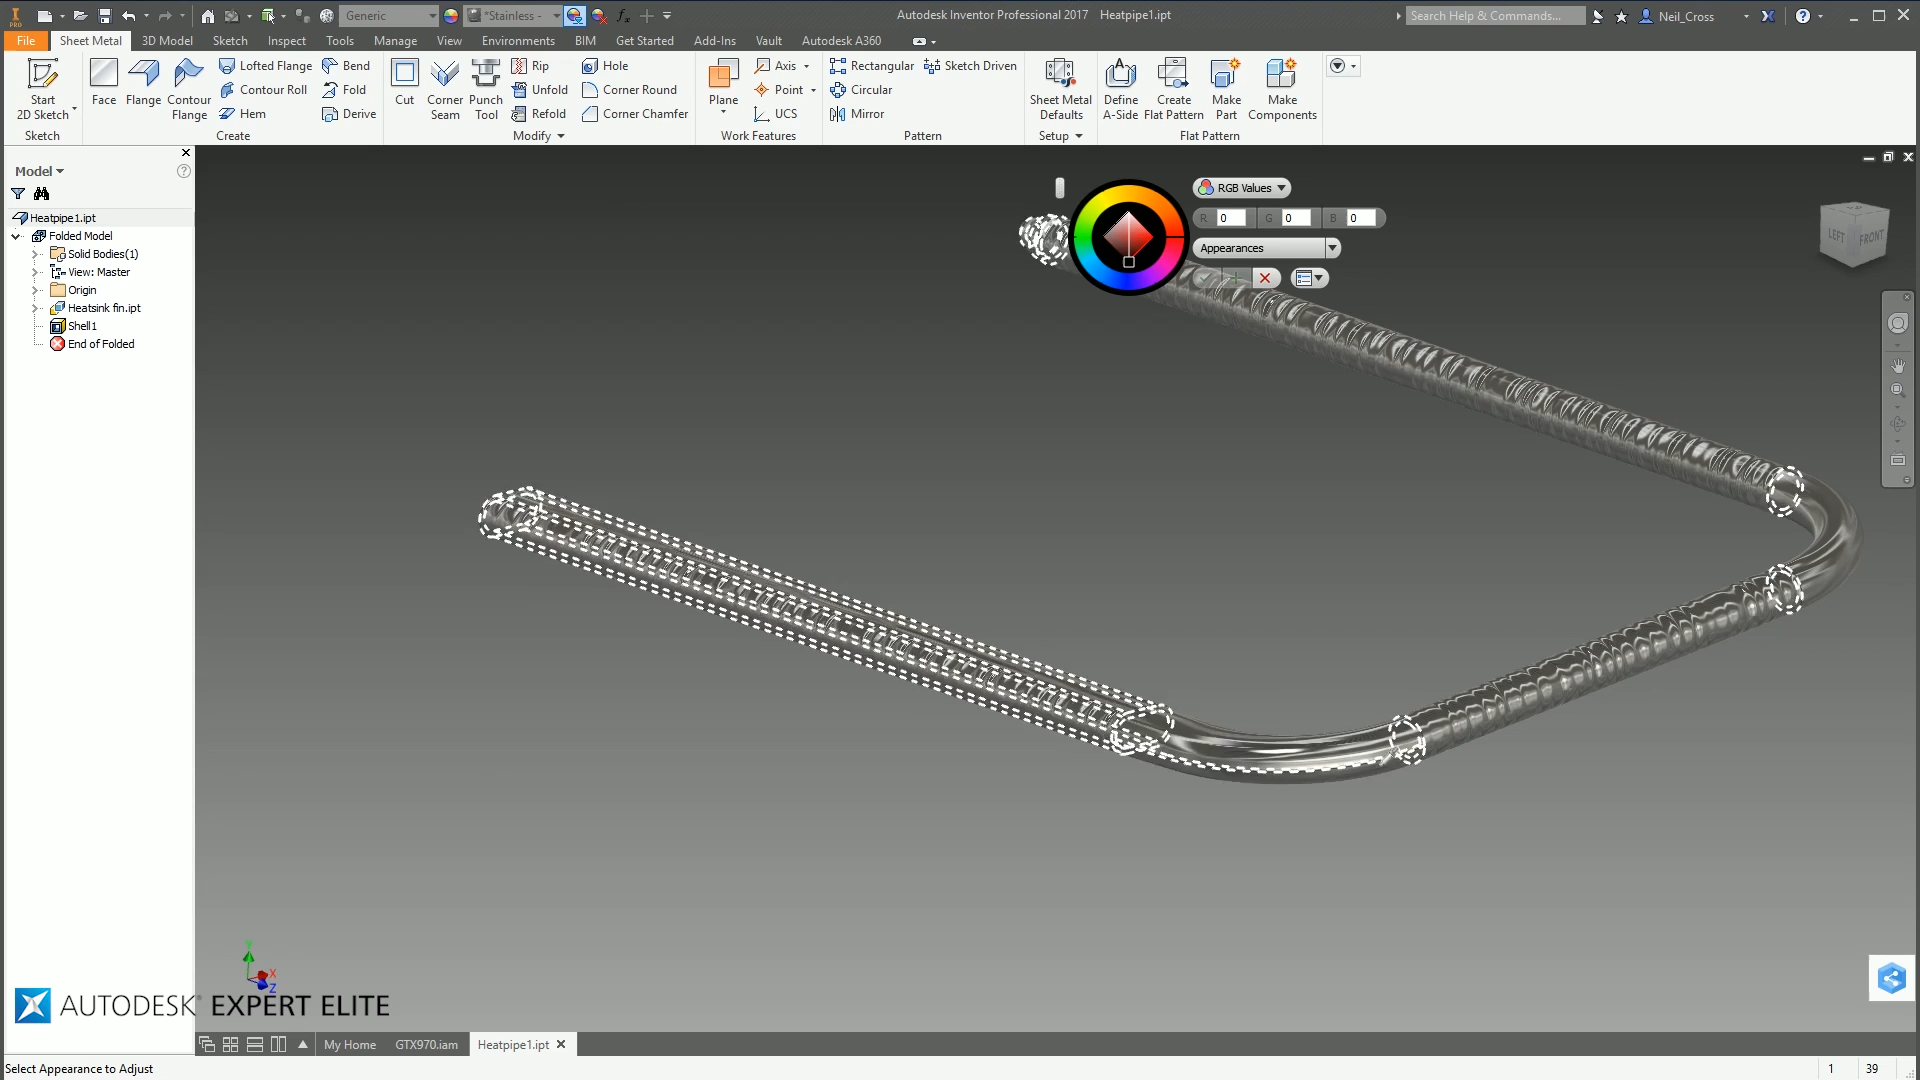 PRO
Generic
*Stainless -
Autodesk Inventor Professional 2017 Heatpipe1.ipt
Search Help & Commands...
Neil_Cross
File
Sheet Metal
3D Model
Sketch
Inspect
Tools
Manage
View
Environments
BIM
Get Started
Add-Ins
Vault
Autodesk A360
Start
2D Sketch
Sketch
Face
Flange
Contour
Flange
Lofted Flange
Contour Roll
Hem
Bend
Fold
Derive
Create
Cut
Corner
Seam
Punch
Tool
Rip
Unfold
Refold
Hole
Corner Round
Corner Chamfer
Modify
Plane
Axis
Point
UCS
Work Features
Rectangular
Circular
Mirror
Sketch Driven
Pattern
Sheet Metal
Defaults
Setup
Define
A-Side
Create
Flat Pattern
Make
Part
Make
Components
Flat Pattern
Model
Heatpipe1.ipt
Folded Model
Solid Bodies(1)
View: Master
Origin
Heatsink fin.ipt
Shell1
End of Folded
RGB Values
R 0 G 0 B 0
Appearances
LEFT
FRONT
Y
X
Z
AUTODESK® EXPERT ELITE
My Home
GTX970.iam
Heatpipe1.ipt
Select Appearance to Adjust
1
39